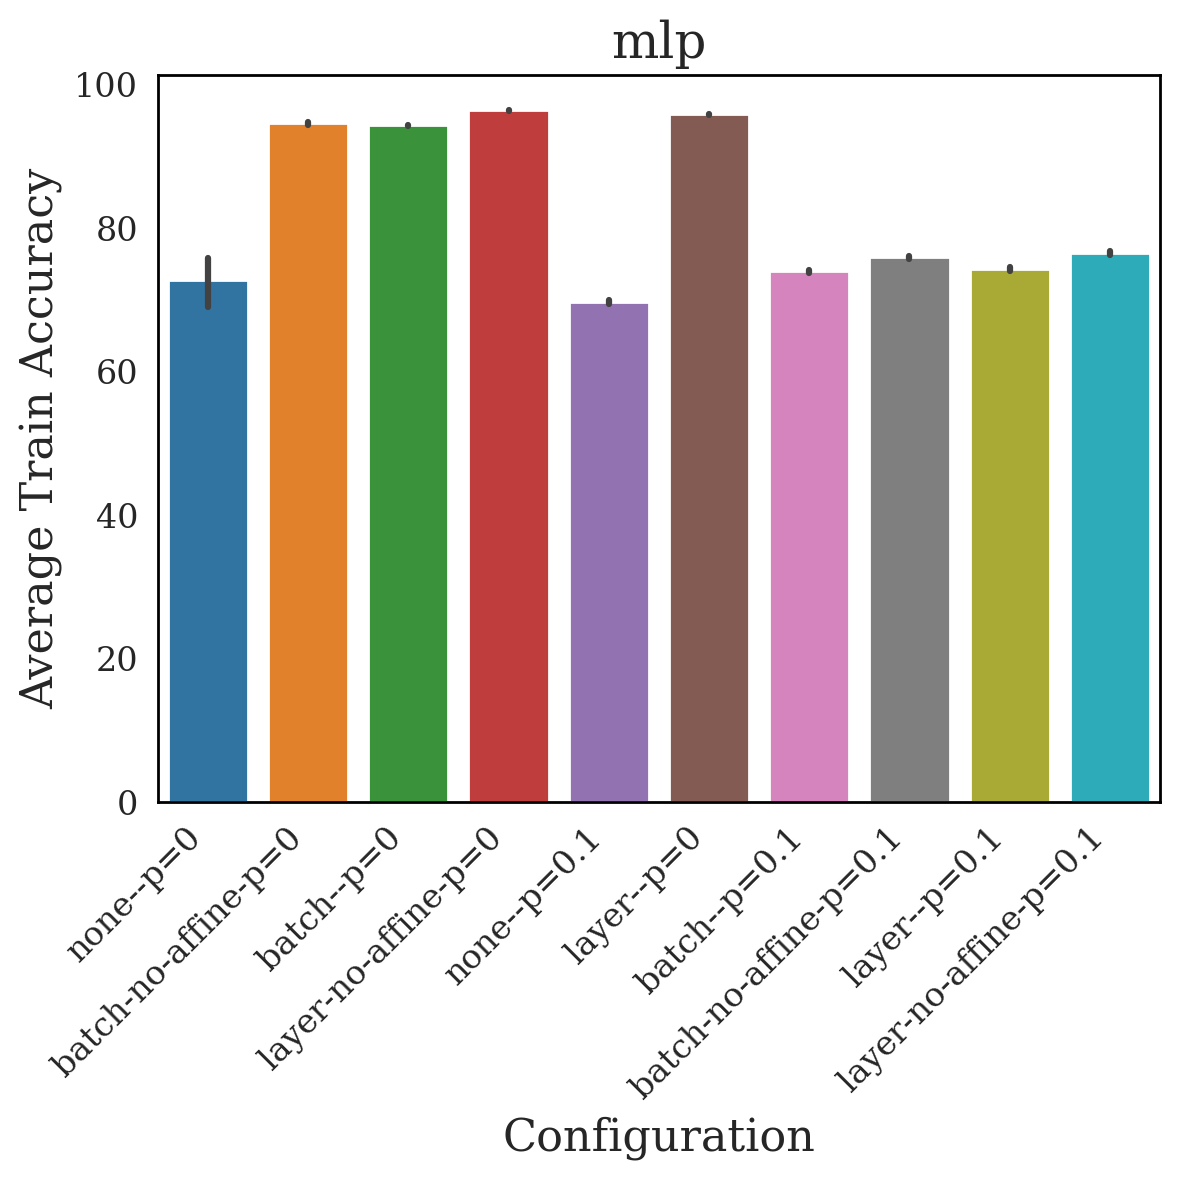 mlp
Average Train Accuracy
100
80
60
40
20
0
none--p=0
batch-no-affine-p=0
batch--p=0
layer-no-affine-p=0
none--p=0.1
layer--p=0
batch--p=0.1
batch-no-affine-p=0.1
layer--p=0.1
layer-no-affine-p=0.1
Configuration